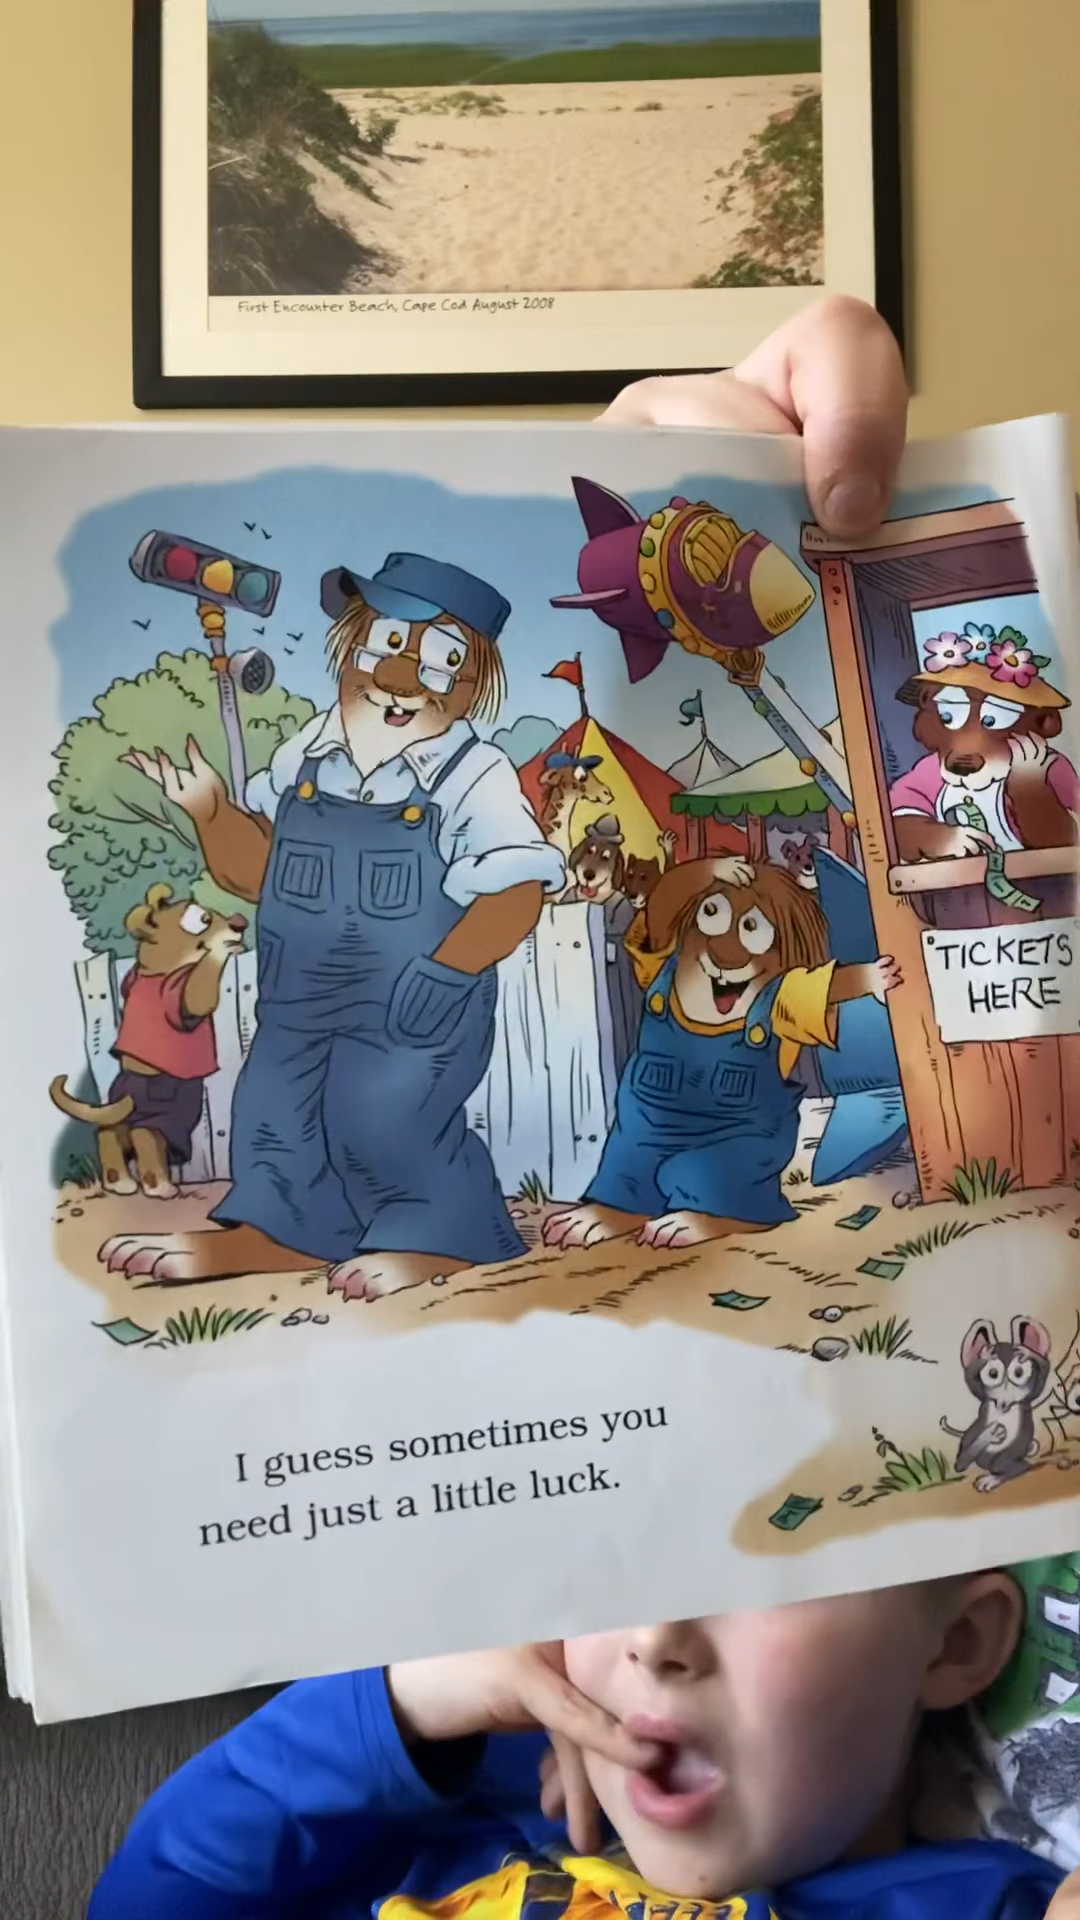 First Encounter Beach, Cape Cod August 2008
TICKETS
HERE
I guess sometimes you
need just a little luck.